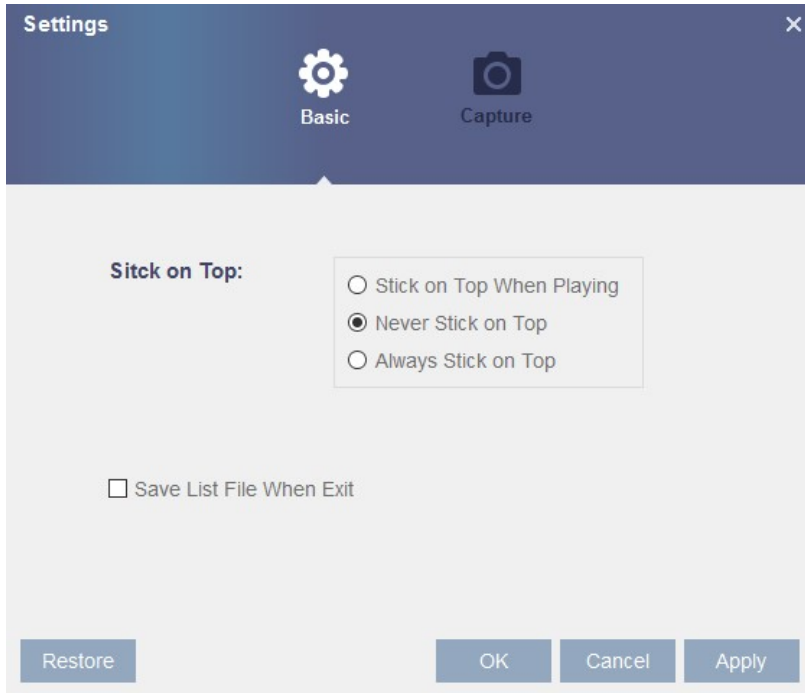 Settings
Basic
Capture
Sitck on Top:
Stick on Top When Playing
Never Stick on Top
Always Stick on Top
Save List File When Exit
Restore
OK
Cancel
Apply